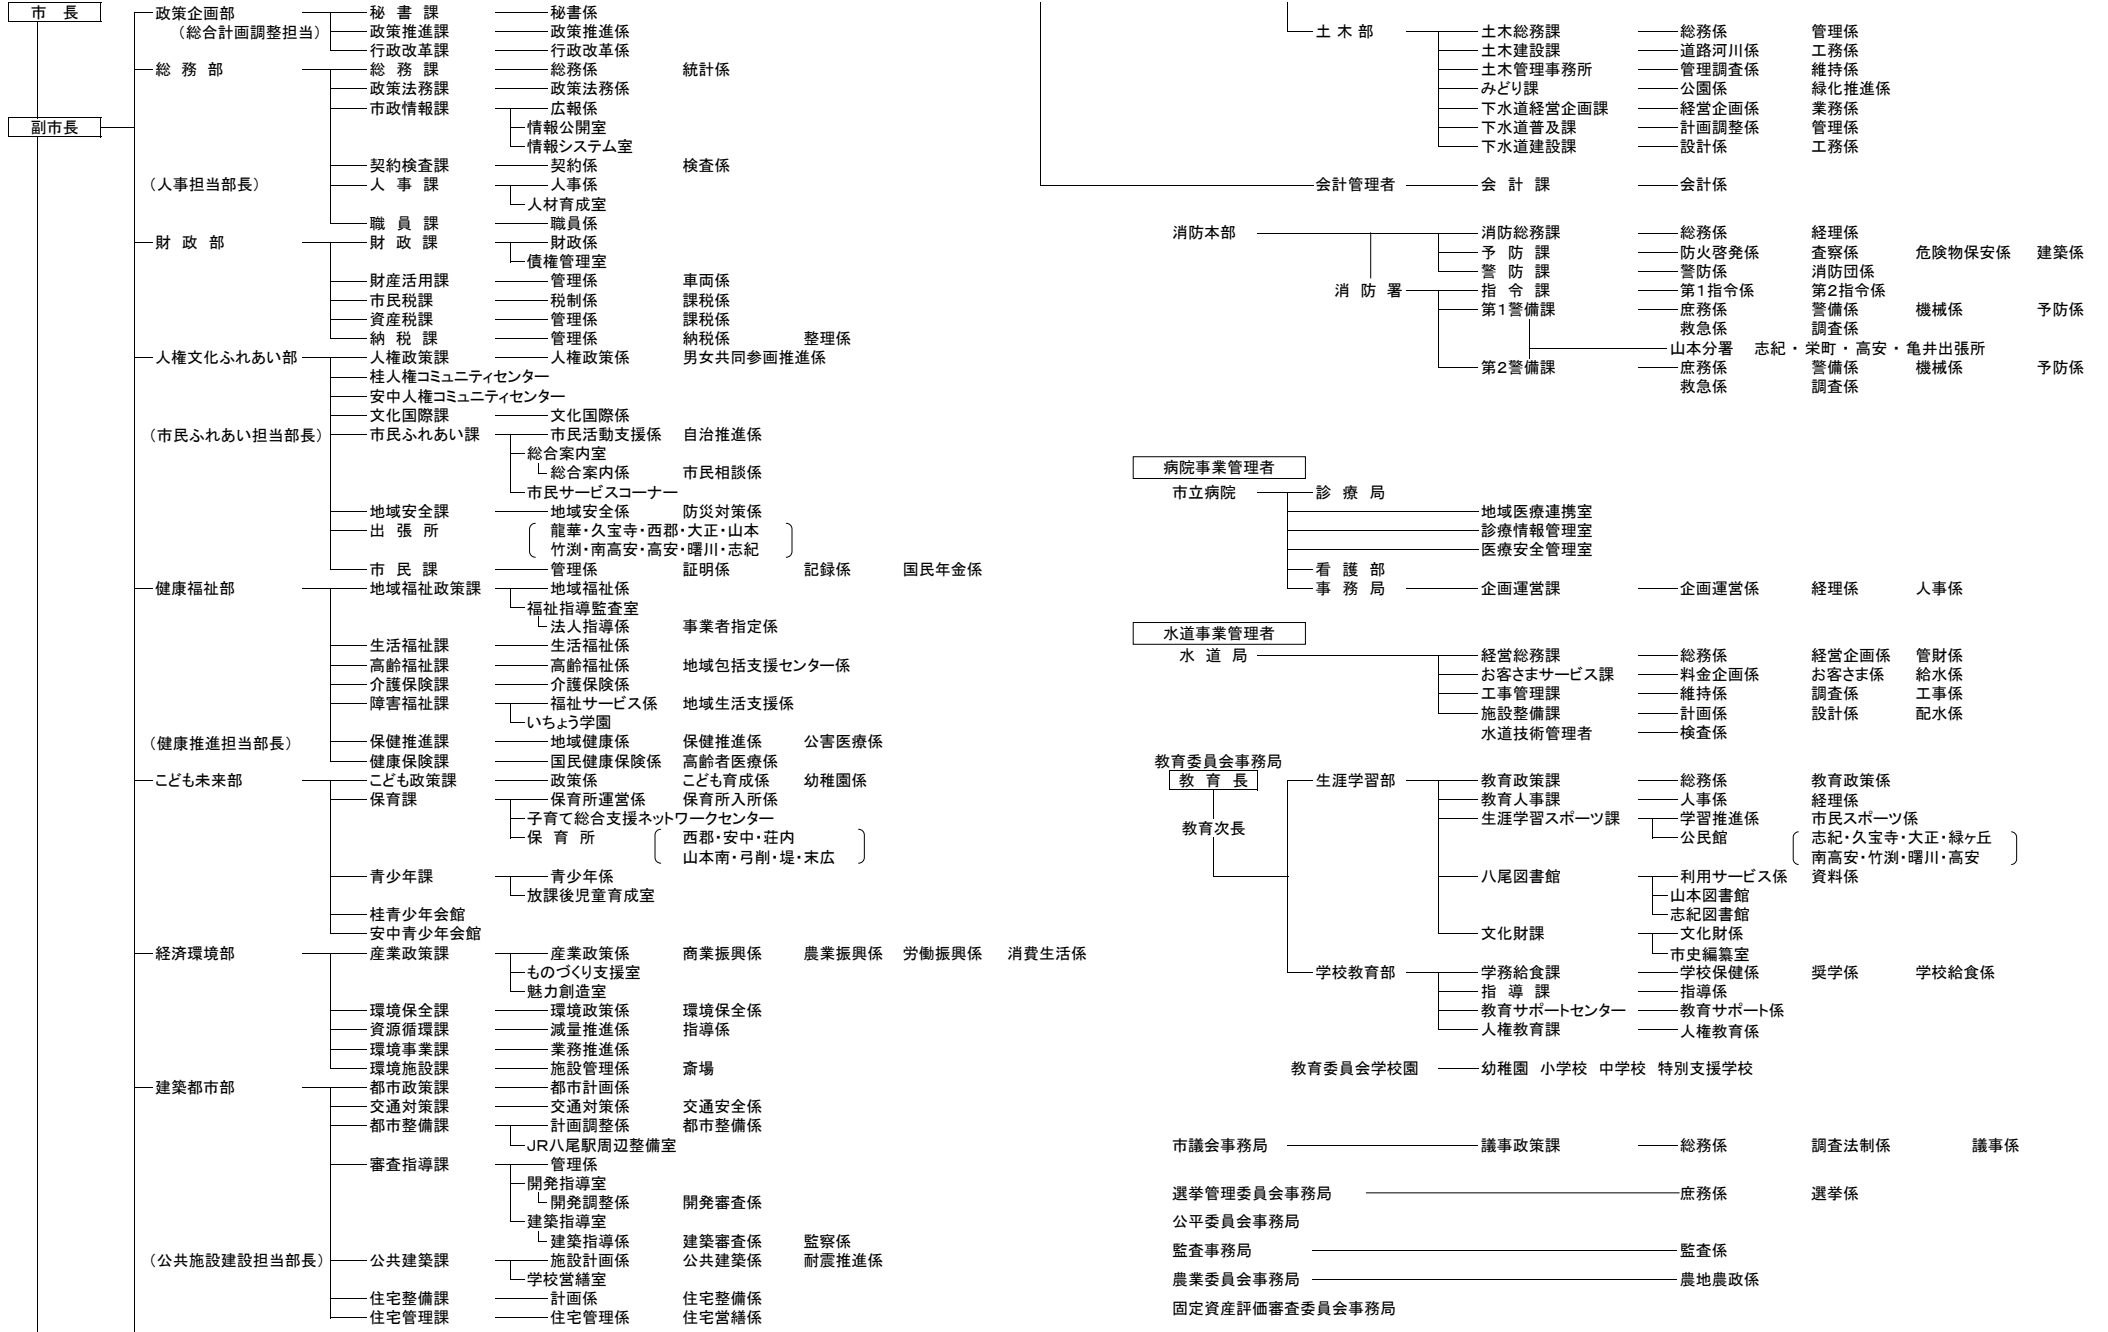 市 長
政策企画部 秘 書 課 秘書係
（総合計画調整担当） 政策推進課 政策推進係
行政改革課 行政改革係
総 務 部 総 務 課 総務係 統計係
政策法務課 政策法務係
市政情報課 広報係
副市長 情報公開室
情報システム室
契約検査課 契約係 検査係
（人事担当部長） 人 事 課 人事係
人材育成室
職 員 課 職員係
財 政 部 財 政 課 財政係
債権管理室
財産活用課 管理係 車両係
市民税課 税制係 課税係
資産税課 管理係 課税係
納 税 課 管理係 納税係 整理係
人権文化ふれあい部 人権政策課 人権政策係 男女共同参画推進係
桂人権コミュニティセンター
安中人権コミュニティセンター
文化国際課 文化国際係
（市民ふれあい担当部長） 市民ふれあい課 市民活動支援係 自治推進係
総合案内室
総合案内係 市民相談係
市民サービスコーナー
地域安全課 地域安全係 防災対策係
出 張 所 龍華・久宝寺・西郡・大正・山本
竹渕・南高安・高安・曙川・志紀
市 民 課 管理係 証明係 記録係 国民年金係
健康福祉部 地域福祉政策課 地域福祉係
福祉指導監査室
法人指導係 事業者指定係
生活福祉課 生活福祉係
高齢福祉課 高齢福祉係 地域包括支援センター係
介護保険課 介護保険係
障害福祉課 福祉サービス係 地域生活支援係
いちょう学園
（健康推進担当部長） 保健推進課 地域健康係 保健推進係 公害医療係
健康保険課 国民健康保険係 高齢者医療係
こども未来部 こども政策課 政策係 こども育成係 幼稚園係
保育課 保育所運営係 保育所入所係
子育て総合支援ネットワークセンター
保 育 所 西郡・安中・荘内
山本南・弓削・堤・末広
青少年課 青少年係
放課後児童育成室
桂青少年会館
安中青少年会館
経済環境部 産業政策課 産業政策係 商業振興係 農業振興係 労働振興係 消費生活係
ものづくり支援室
魅力創造室
環境保全課 環境政策係 環境保全係
資源循環課 減量推進係 指導係
環境事業課 業務推進係
環境施設課 施設管理係 斎場
建築都市部 都市政策課 都市計画係
交通対策課 交通対策係 交通安全係
都市整備課 計画調整係 都市整備係
JR八尾駅周辺整備室
審査指導課 管理係
開発指導室
開発調整係 開発審査係
建築指導室
建築指導係 建築審査係 監察係
（公共施設建設担当部長） 公共建築課 施設計画係 公共建築係 耐震推進係
学校営繕室
住宅整備課 計画係 住宅整備係
住宅管理課 住宅管理係 住宅営繕係
土 木 部 土木総務課 総務係 管理係
土木建設課 道路河川係 工務係
土木管理事務所 管理調査係 維持係
みどり課 公園係 緑化推進係
下水道経営企画課 経営企画係 業務係
下水道普及課 計画調整係 管理係
下水道建設課 設計係 工務係
会計管理者 会 計 課 会計係
消防本部 消防総務課 総務係 経理係
予 防 課 防火啓発係 査察係 危険物保安係 建築係
警 防 課 警防係 消防団係
消 防 署 指 令 課 第1指令係 第2指令係
第1警備課 庶務係 警備係 機械係 予防係
救急係 調査係
山本分署 志紀・栄町・高安・亀井出張所
第2警備課 庶務係 警備係 機械係 予防係
救急係 調査係
病院事業管理者
市立病院 診 療 局
地域医療連携室
診療情報管理室
医療安全管理室
看 護 部
事 務 局 企画運営課 企画運営係 経理係 人事係
水道事業管理者
水 道 局 経営総務課 総務係 経営企画係 管財係
お客さまサービス課 料金企画係 お客さま係 給水係
工事管理課 維持係 調査係 工事係
施設整備課 計画係 設計係 配水係
水道技術管理者 検査係
教育委員会事務局
教 育 長 生涯学習部 教育政策課 総務係 教育政策係
教育人事課 人事係 経理係
生涯学習スポーツ課 学習推進係 市民スポーツ係
教育次長 公民館 志紀・久宝寺・大正・緑ヶ丘
南高安・竹渕・曙川・高安
八尾図書館 利用サービス係 資料係
山本図書館
志紀図書館
文化財課 文化財係
市史編纂室
学校教育部 学務給食課 学校保健係 奨学係 学校給食係
指 導 課 指導係
教育サポートセンター 教育サポート係
人権教育課 人権教育係
教育委員会学校園 幼稚園 小学校 中学校 特別支援学校
市議会事務局 議事政策課 総務係 調査法制係 議事係
選挙管理委員会事務局 庶務係 選挙係
公平委員会事務局
監査事務局 監査係
農業委員会事務局 農地農政係
固定資産評価審査委員会事務局